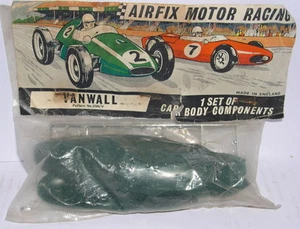 AIRFIX MOTOR RACING
2
7
MADE IN ENGLAND
VANWALL
1 SET OF
CAR BODY COMPONENTS